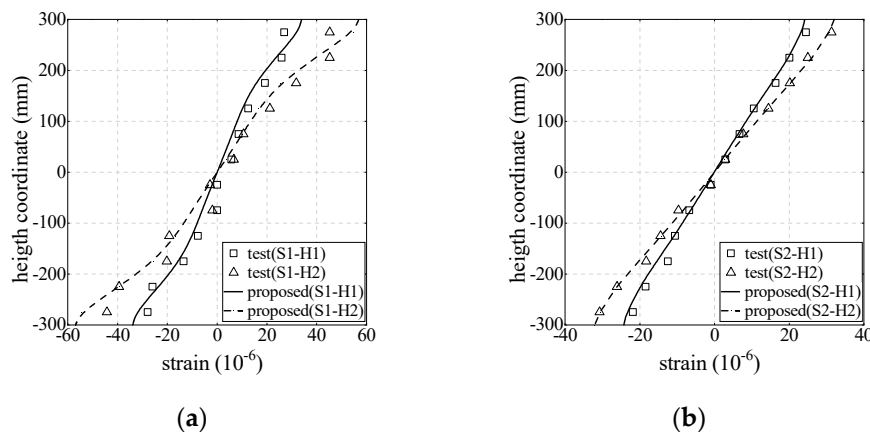 300
200
100
0
-100
-200
-300
-60 -40 -20 0 20 40 60
heigth coordinate (mm)
strain (10-6)
test(S1-H1)
test(S1-H2)
proposed(S1-H1)
proposed(S1-H2)
(a)
300
200
100
0
-100
-200
-300
-40 -20 0 20 40
heigth coordinate (mm)
strain (10-6)
test(S2-H1)
test(S2-H2)
proposed(S2-H1)
proposed(S2-H2)
(b)